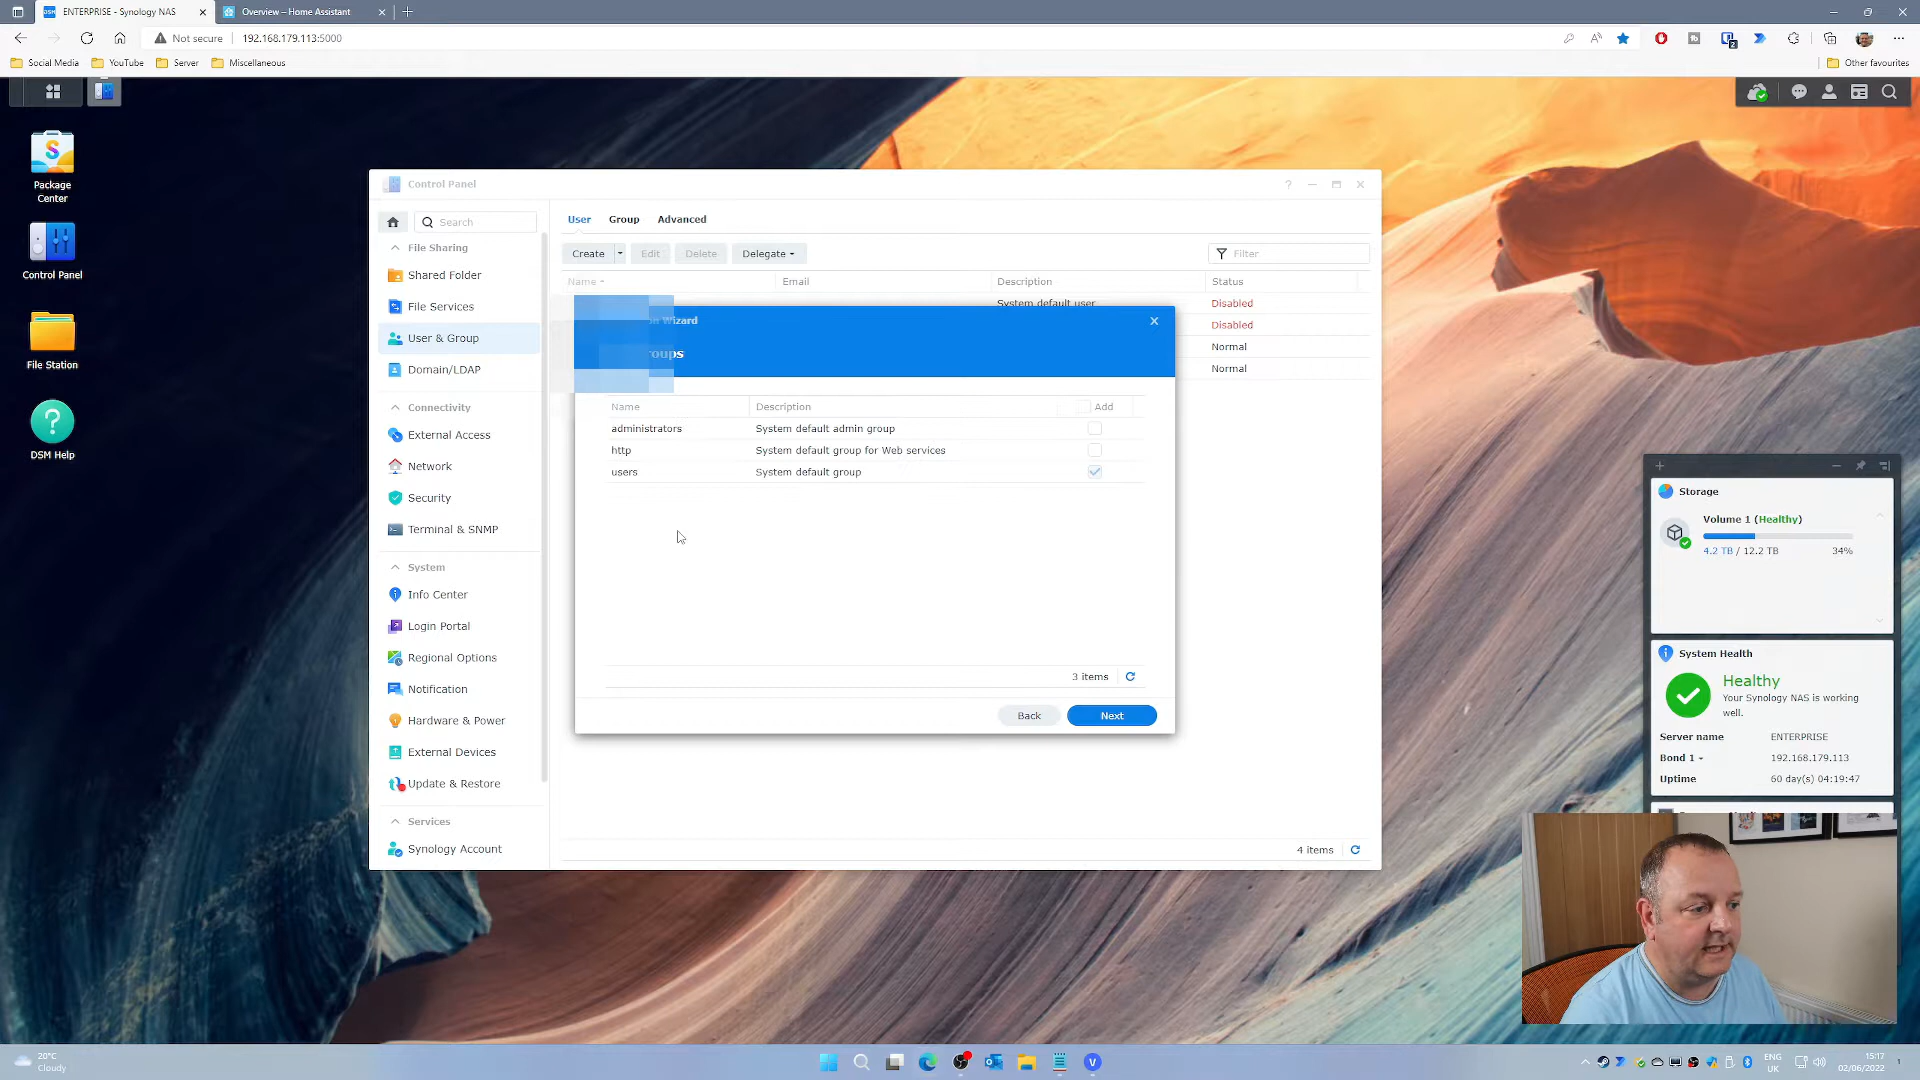 ENTERPRISE - Synology NAS
Overview – Home Assistant
Not secure
192.168.179.113:5000
Social Media
YouTube
Server
Miscellaneous
Other favourites
Package Center
Control Panel
File Station
DSM Help
Control Panel
Search
File Sharing
Shared Folder
File Services
User & Group
Domain/LDAP
Connectivity
External Access
Network
Security
Terminal & SNMP
System
Info Center
Login Portal
Regional Options
Notification
Hardware & Power
External Devices
Update & Restore
Services
Synology Account
User Group Advanced
Create Edit Delete Delegate
Filter
Name Email Description Status
System default user Disabled
Disabled
Normal
Normal
Wizard
Name Description Add
administrators System default admin group
http System default group for Web services
users System default group
3 items
Back Next
4 items
Storage
Volume 1 (Healthy)
4.2 TB / 12.2 TB 34%
System Health
Healthy
Your Synology NAS is working
well.
Server name ENTERPRISE
Bond 1 192.168.179.113
Uptime 60 day(s) 04:19:47
20°C
Cloudy
ENG
UK
15:17
02/06/2022